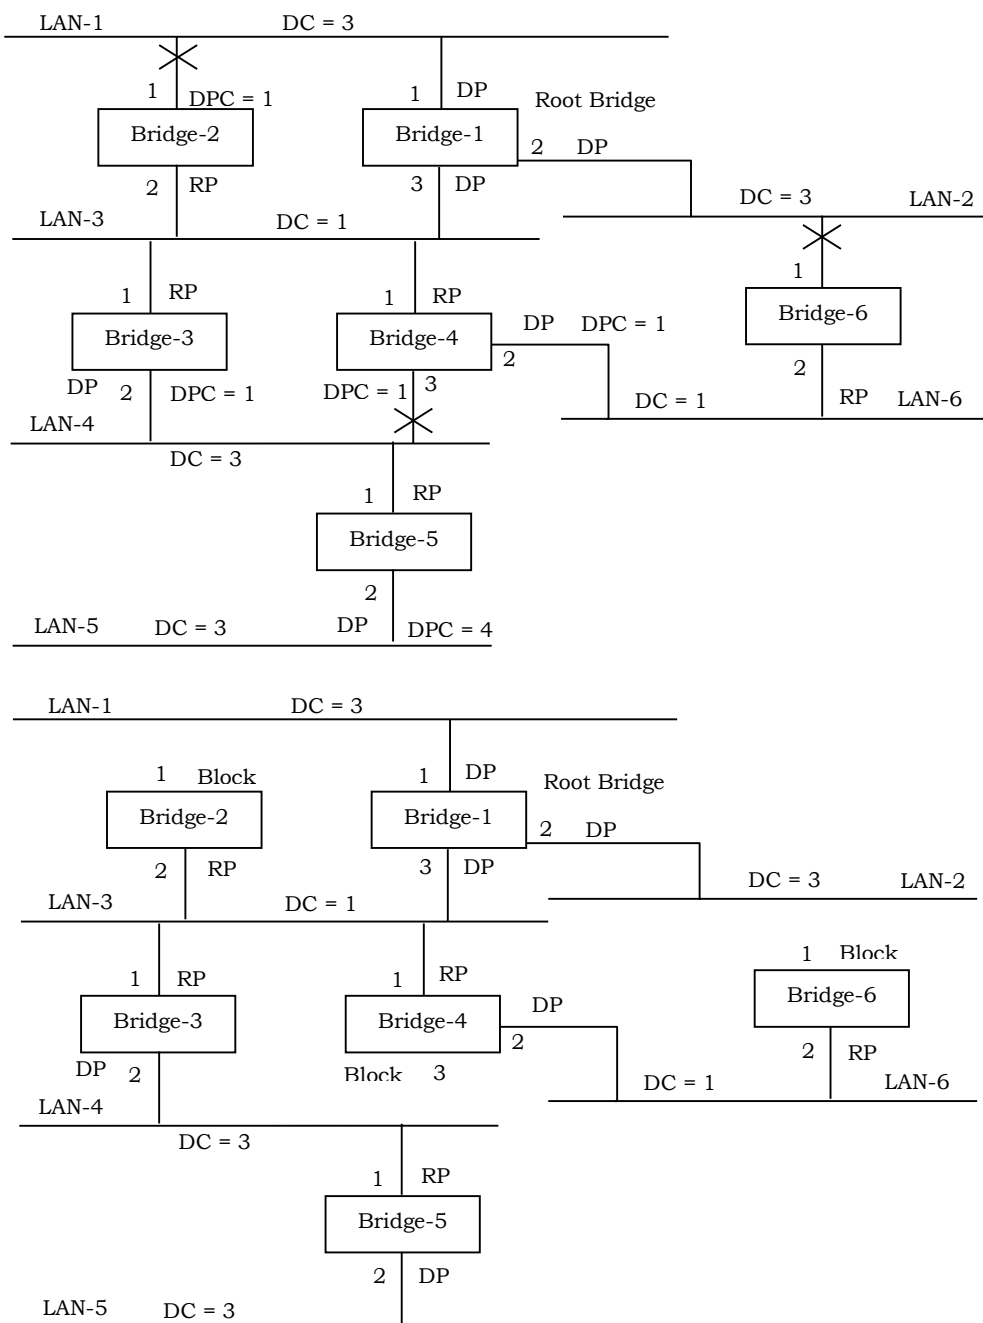 LAN-1 DC = 3
1 DPC = 1 1 DP Root Bridge
Bridge-2 Bridge-1
2 DP
2 RP 3 DP
LAN-3 DC = 1 DC = 3 LAN-2
1
1 RP 1 RP Bridge-6
Bridge-3 Bridge-4 DP DPC = 1
2
DP 2 DPC = 1 DPC = 1 3 2 RP
LAN-4 DC = 1 LAN-6
DC = 3
1 RP
Bridge-5
2
LAN-5 DC = 3 DP DPC = 4
LAN-1 DC = 3
1 Block 1 DP Root Bridge
Bridge-2 Bridge-1
2 DP
2 RP 3 DP
LAN-3 DC = 1 DC = 3 LAN-2
1 Block
1 RP 1 RP Bridge-6
Bridge-3 Bridge-4 DP
2
DP 2 Block 3 2 RP
LAN-4 DC = 1 LAN-6
DC = 3
1 RP
Bridge-5
2 DP
LAN-5 DC = 3